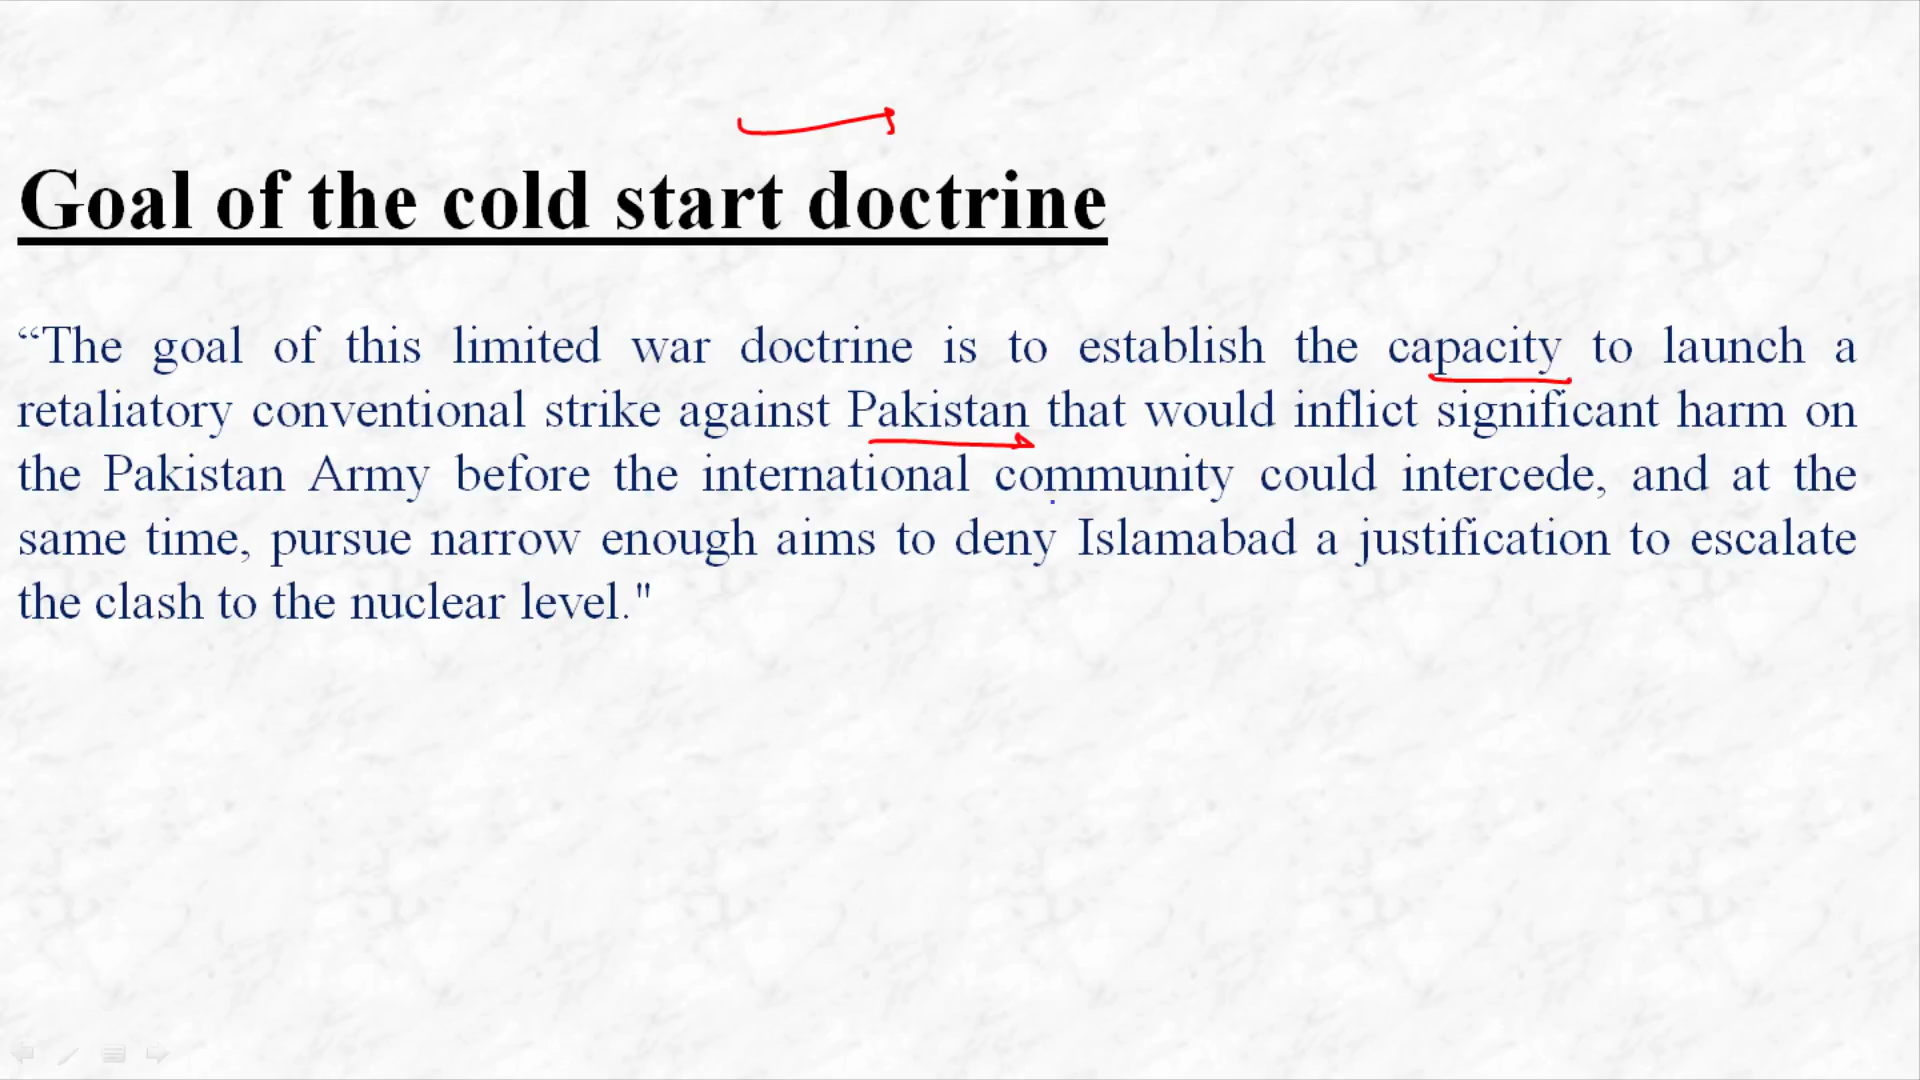 Goal of the cold start doctrine
“The goal of this limited war doctrine is to establish the capacity to launch a
retaliatory conventional strike against Pakistan that would inflict significant harm on
the Pakistan Army before the international community could intercede, and at the
same time, pursue narrow enough aims to deny Islamabad a justification to escalate
the clash to the nuclear level."